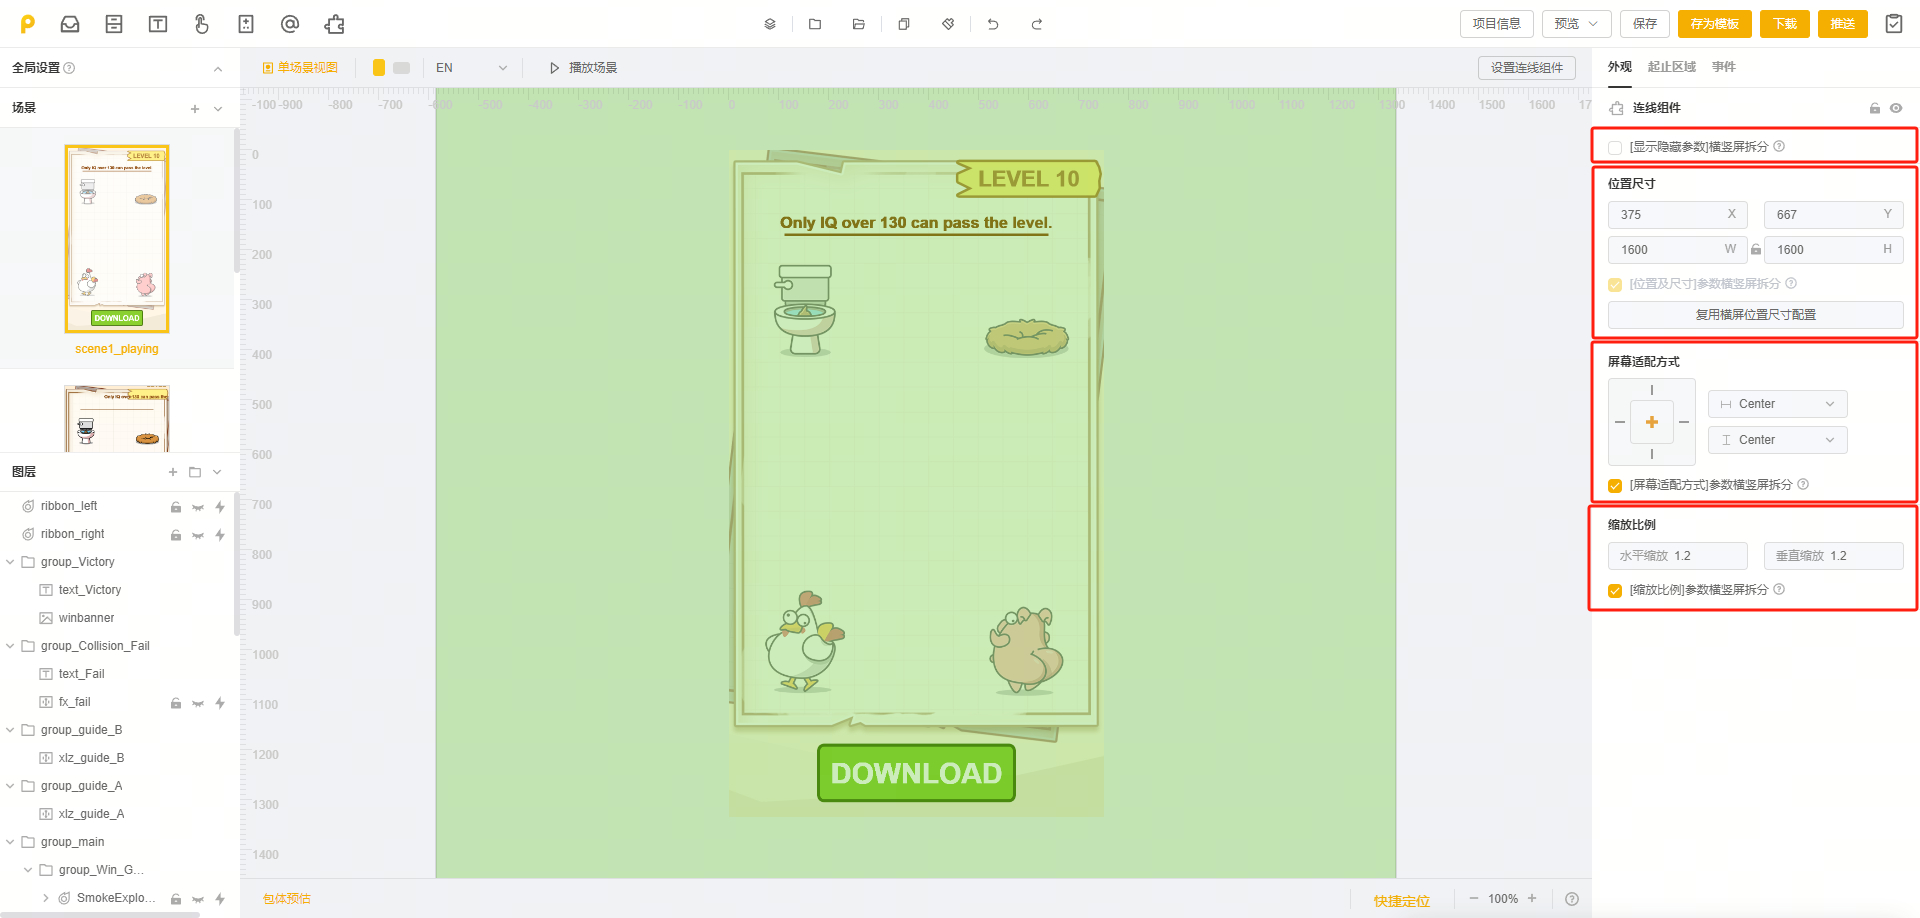 项目信息
预览
保存
存为模板
下载
推送
全局设置
单场景视图
EN
播放场景
设置连线组件
外观 起止区域 事件
场景
-100 -900 -800 -700 -600 -500 -400 -300 -200 -100 0 100 200 300 400 500 600 700 800 900 1000 1100 1200 1300 1400 1500 1600 17
连线组件
[显示隐藏参数]横竖屏拆分
位置尺寸
375 X 667 Y
1600 W 1600 H
[位置及尺寸]参数横竖屏拆分
复用横屏位置尺寸配置
屏幕适配方式
Center
Center
[屏幕适配方式]参数横竖屏拆分
缩放比例
水平缩放 1.2 垂直缩放 1.2
[缩放比例]参数横竖屏拆分
LEVEL 10
Only IQ over 130 can pass the level.
DOWNLOAD
scene1_playing
Only IQ over 130 can pass the
图层
ribbon_left
ribbon_right
group_Victory
text_Victory
winbanner
group_Collision_Fail
text_Fail
fx_fail
group_guide_B
xlz_guide_B
group_guide_A
xlz_guide_A
group_main
group_Win_G...
SmokeExplo...
0
100
200
300
400
500
600
700
800
900
1000
1100
1200
1300
1400
LEVEL 10
Only IQ over 130 can pass the level.
DOWNLOAD
包体预估
快捷定位
100%